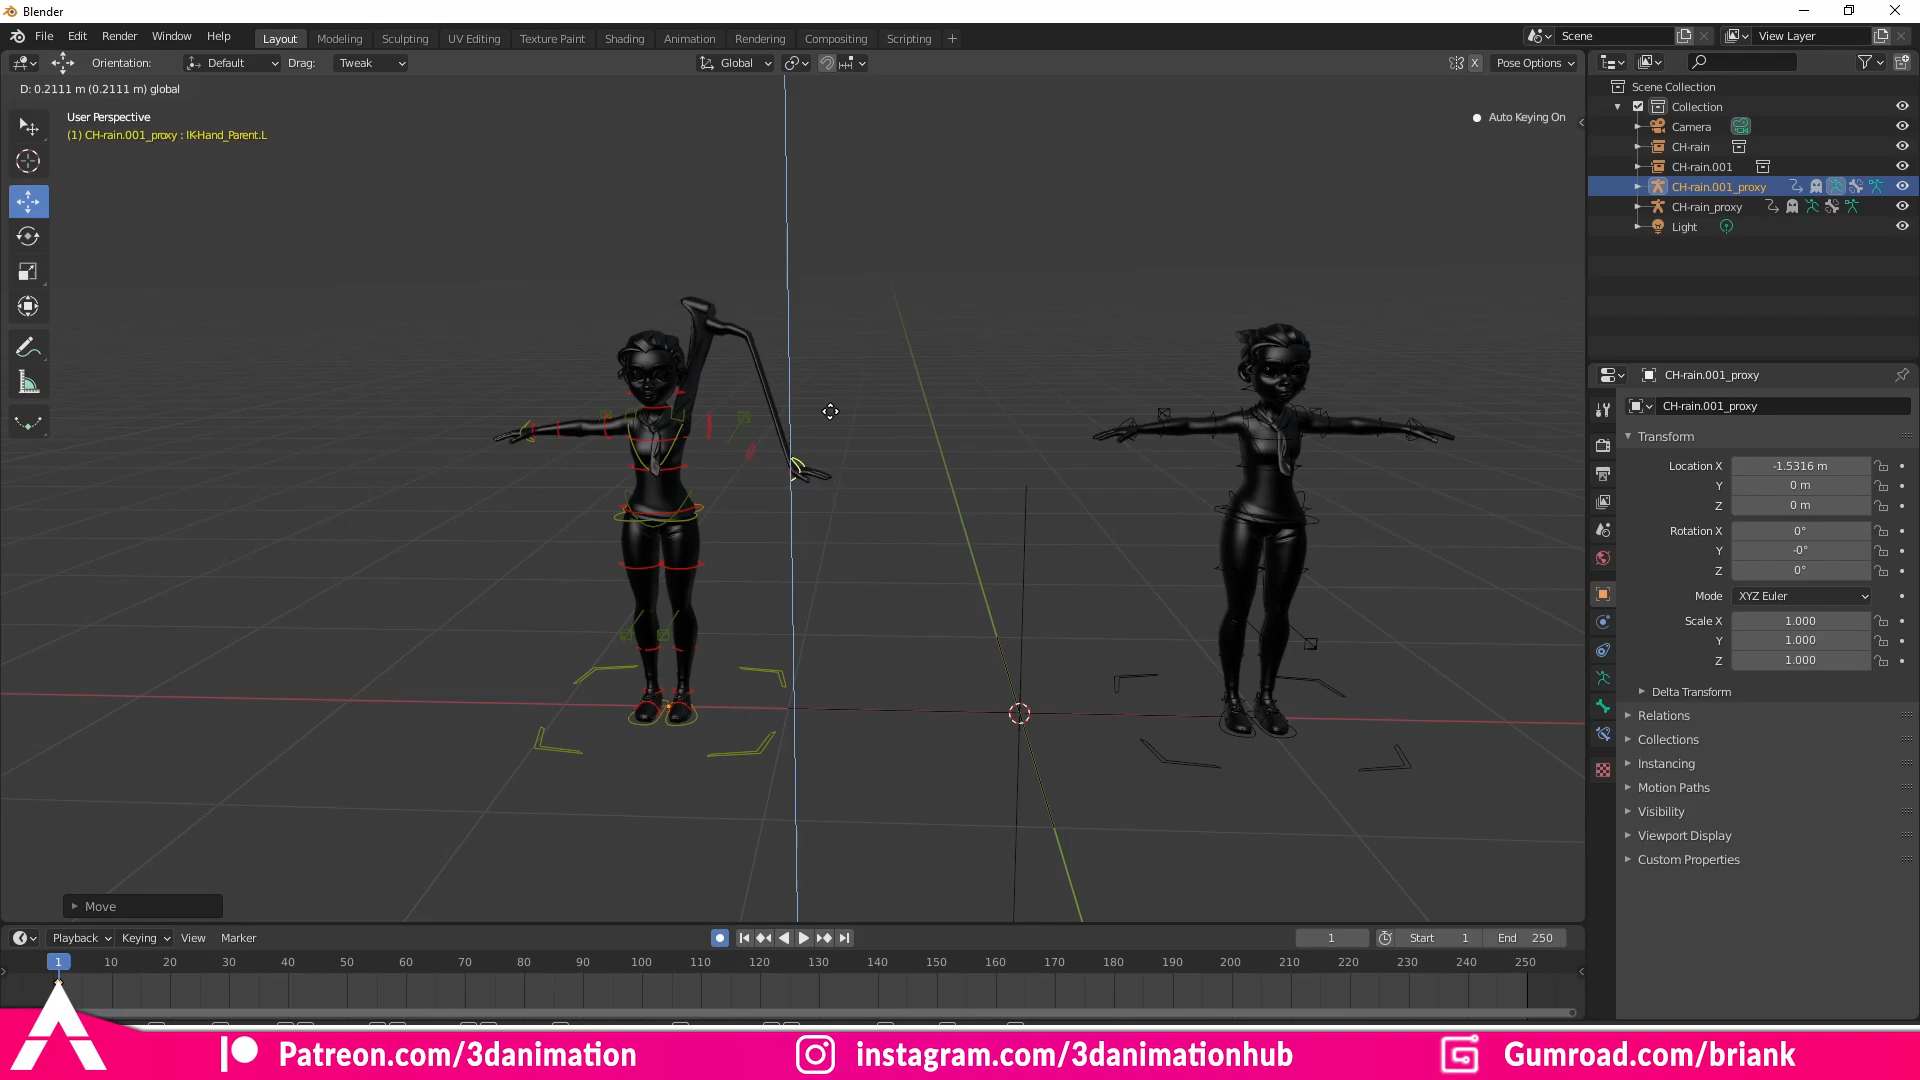 Blender
File Edit Render Window Help
Layout Modeling Sculpting UV Editing Texture Paint Shading Animation Rendering Compositing Scripting +
Scene
View Layer
Orientation: Default Drag: Tweak
Global
X Pose Options
D: 0.2111 m (0.2111 m) global
User Perspective
(1) CH-rain.001_proxy : IK-Hand_Parent.L
Auto Keying On
Scene Collection
Collection
Camera
CH-rain
CH-rain.001
CH-rain.001_proxy
CH-rain_proxy
Light
CH-rain.001_proxy
CH-rain.001_proxy
Transform
Location X -1.5316 m
Y 0 m
Z 0 m
Rotation X 0°
Y -0°
Z 0°
Mode XYZ Euler
Scale X 1.000
Y 1.000
Z 1.000
Delta Transform
Relations
Collections
Instancing
Motion Paths
Visibility
Viewport Display
Custom Properties
Move
Playback Keying View Marker
1 Start 1 End 250
1 10 20 30 40 50 60 70 80 90 100 110 120 130 140 150 160 170 180 190 200 210 220 230 240 250
Patreon.com/3danimation
instagram.com/3danimationhub
Gumroad.com/briank